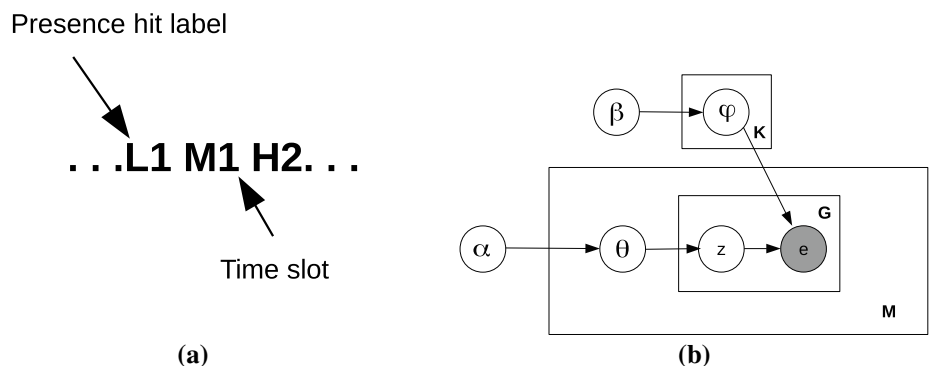 Presence hit label
. . .L1 M1 H2. . .
Time slot
(a)
β
φ
K
G
α
θ
z
e
M
(b)